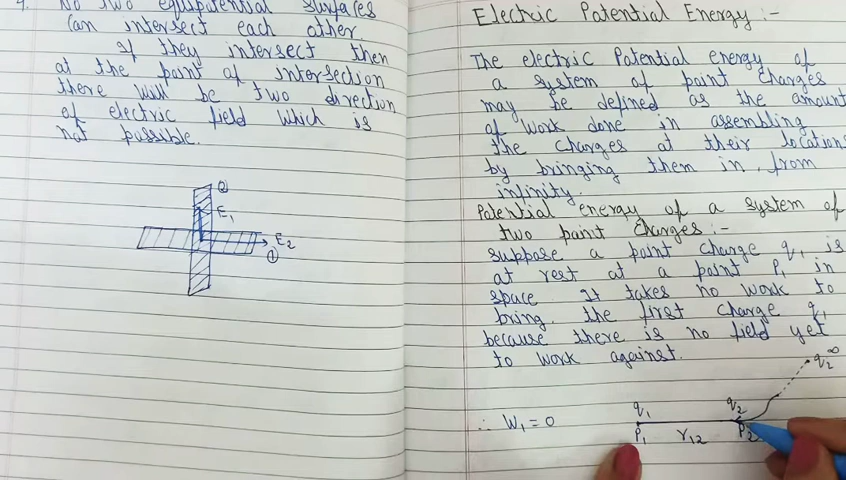 4. No two equipotential surfaces
can intersect each other.
If they intersect then
at the point of intersection
there will be two direction
of electric field which is
not possible.
②
E₁
E₂
①
Electric Potential Energy :-
The electric Potential energy of
a system of point charges
may be defined as the amount
of work done in assembling
the charges at their locations
by bringing them in, from
infinity.
Potential energy of a system of
two point charges :-
suppose a point charge q₁ is
at rest at a point P₁ in
space. It takes no work to
bring the first charge q₁
because there is no field yet
to work against.
∞
q₂
q₁ q₂
∴ W₁ = 0
P₁ r₁₂ P₂